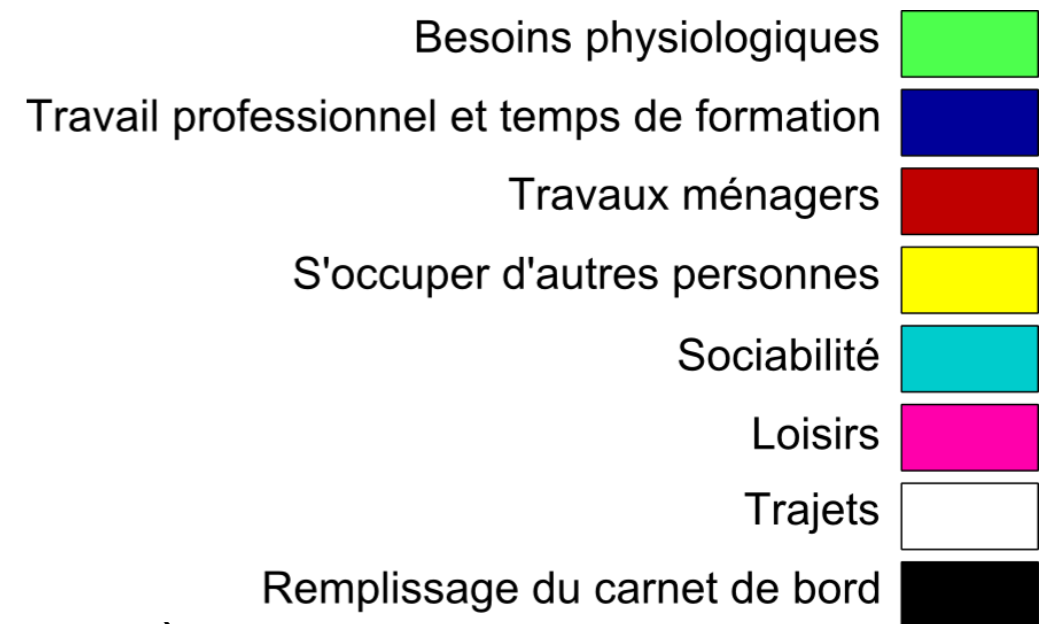 Besoins physiologiques
Travail professionnel et temps de formation
Travaux ménagers
S'occuper d'autres personnes
Sociabilité
Loisirs
Trajets
Remplissage du carnet de bord